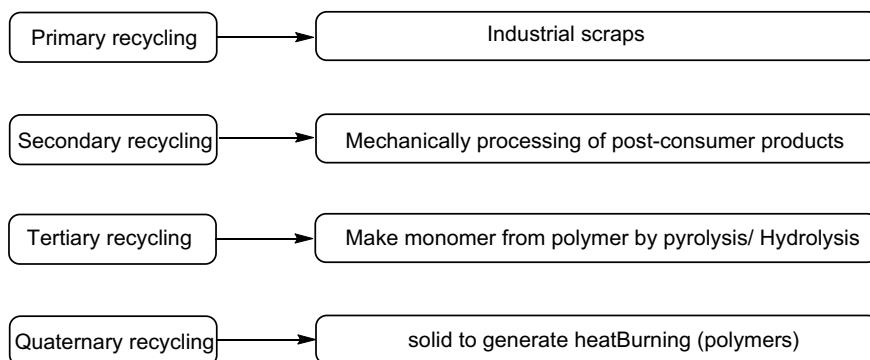 Primary recycling
Industrial scraps
Secondary recycling
Mechanically processing of post-consumer products
Tertiary recycling
Make monomer from polymer by pyrolysis/ Hydrolysis
Quaternary recycling
solid to generate heatBurning (polymers)